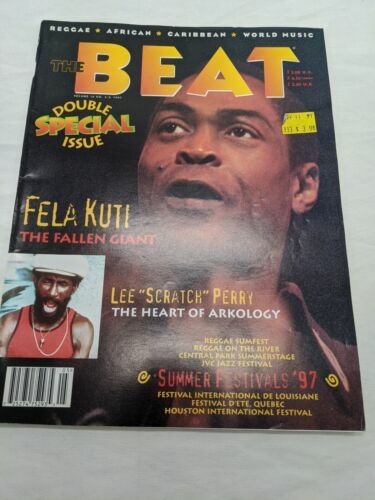 REGGAE ★ AFRICAN ★ CARIBBEAN ★ WORLD MUSIC
THE BEAT
DOUBLE
SPECIAL
ISSUE
FELA KUTI
THE FALLEN GIANT
LEE "SCRATCH" PERRY
THE HEART OF ARKOLOGY
REGGAE SUMFEST
REGGAE ON THE RIVER
CENTRAL PARK SUMMERSTAGE
JVC JAZZ FESTIVAL
SUMMER FESTIVALS '97
FESTIVAL INTERNATIONAL DE LOUISIANE
FESTIVAL D'ETE, QUEBEC
HOUSTON INTERNATIONAL FESTIVAL